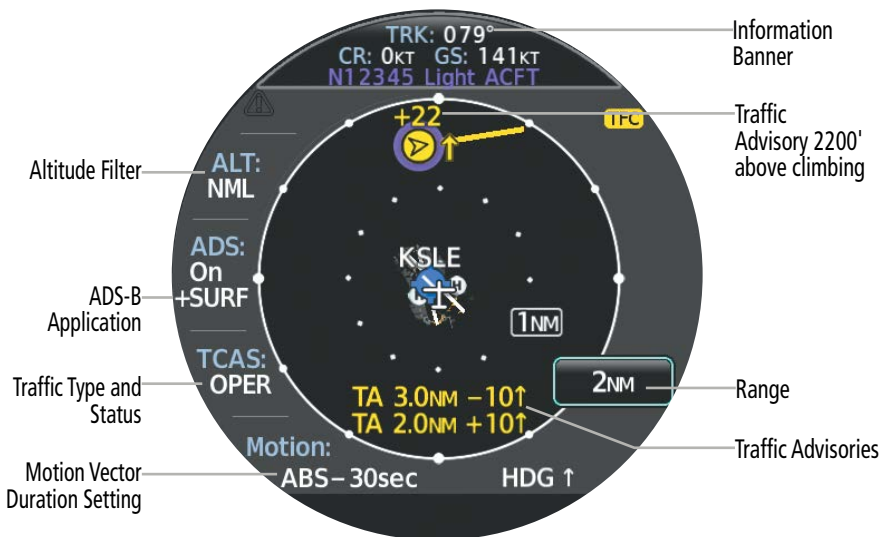 TRK: 079°
CR: 0KT GS: 141KT
N12345 Light ACFT
Information
Banner
+22
TFC
Traffic
Advisory 2200'
above climbing
Altitude Filter
ALT:
NML
KSLE
H
ADS:
On
+SURF
ADS-B
Application
1NM
TCAS:
OPER
Traffic Type and
Status
2NM
Range
TA 3.0NM −10↑
TA 2.0NM +10↑
Traffic Advisories
Motion:
ABS–30sec
HDG ↑
Motion Vector
Duration Setting